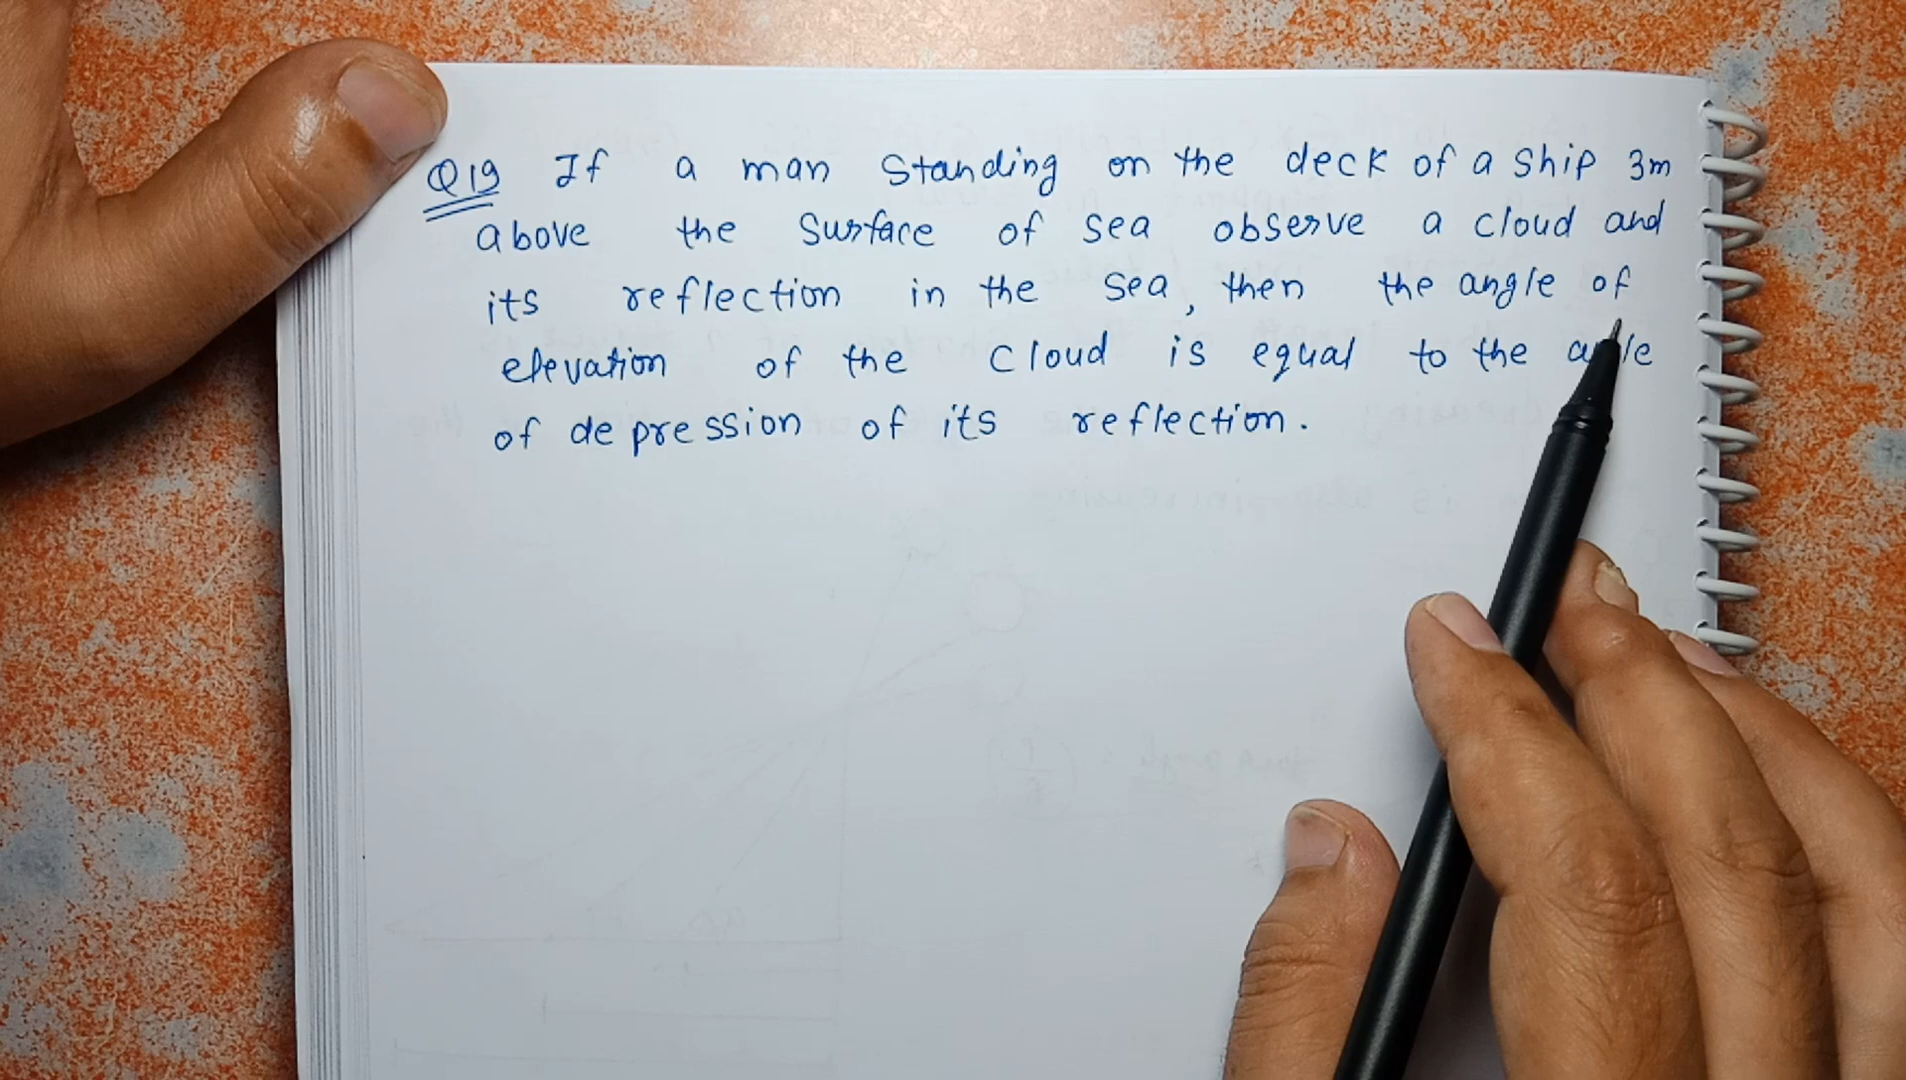 Q19 If a man standing on the deck of a ship 3m
above the surface of sea observe a cloud and
its reflection in the sea, then the angle of
elevation of the cloud is equal to the angle
of depression of its reflection.